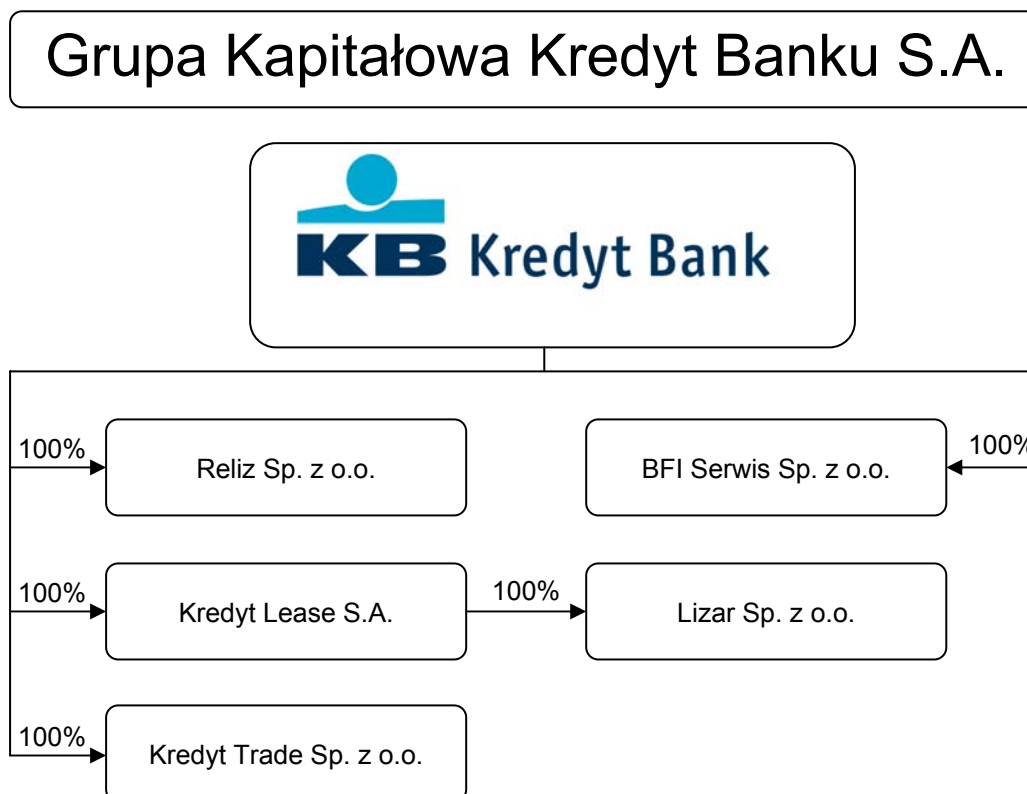 Grupa Kapitałowa Kredyt Banku S.A.
KB Kredyt Bank
100%
Reliz Sp. z o.o.
BFI Serwis Sp. z o.o.
100%
100%
Kredyt Lease S.A.
100%
Lizar Sp. z o.o.
100%
Kredyt Trade Sp. z o.o.